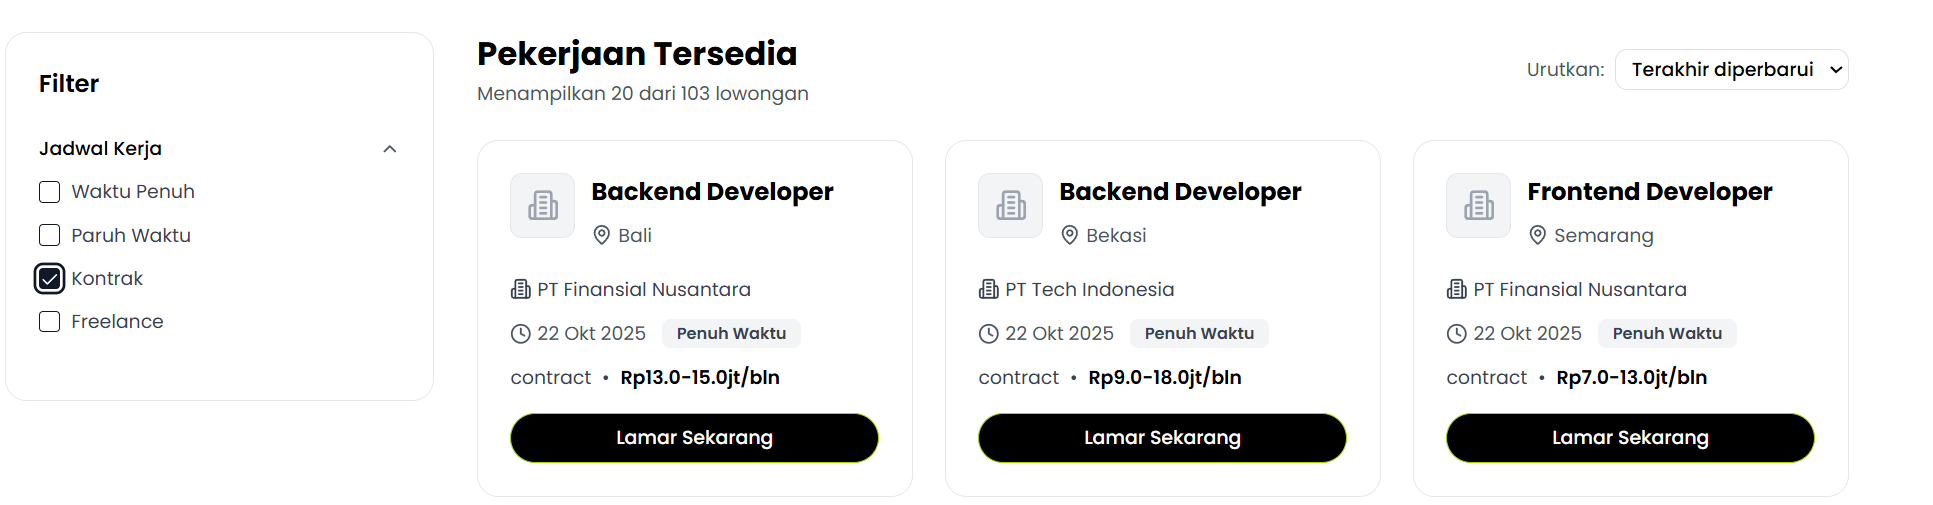 Filter
Jadwal Kerja
Waktu Penuh
Paruh Waktu
Kontrak
Freelance
Pekerjaan Tersedia
Menampilkan 20 dari 103 lowongan
Urutkan: Terakhir diperbarui
Backend Developer
Bali
PT Finansial Nusantara
22 Okt 2025 Penuh Waktu
contract • Rp13.0-15.0jt/bln
Lamar Sekarang
Backend Developer
Bekasi
PT Tech Indonesia
22 Okt 2025 Penuh Waktu
contract • Rp9.0-18.0jt/bln
Lamar Sekarang
Frontend Developer
Semarang
PT Finansial Nusantara
22 Okt 2025 Penuh Waktu
contract • Rp7.0-13.0jt/bln
Lamar Sekarang